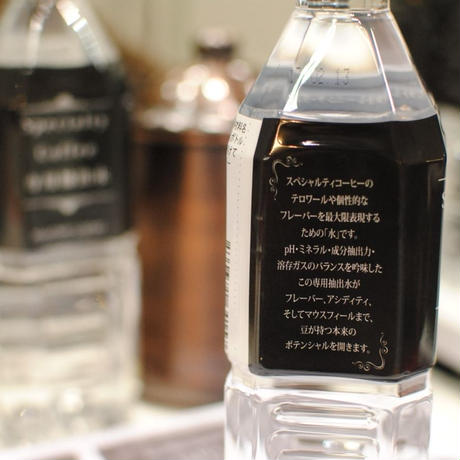 Specialty
Coffee
スペシャルティコーヒーの
テロワールや個性的な
フレーバーを最大限表現する
ための「水」です。
pH・ミネラル・成分抽出力・
溶存ガスのバランスを吟味した
この専用抽出水が
フレーバー、アシディティ、
そしてマウスフィールまで、
豆が持つ本来の
ポテンシャルを開きます。